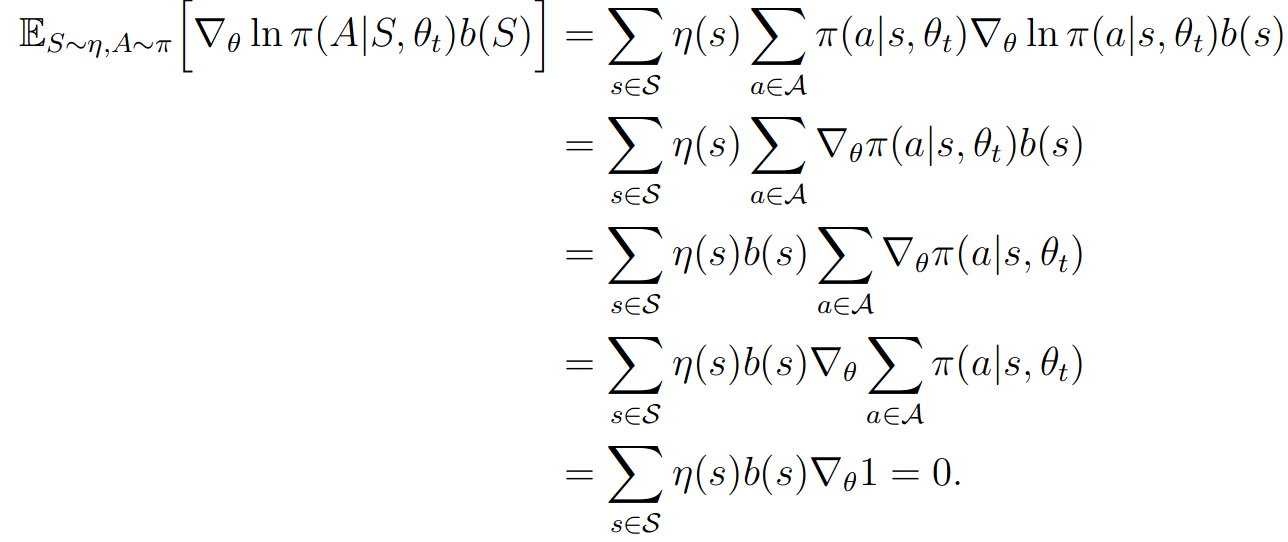 𝔼_{S∼η,A∼π}[∇_θ ln π(A|S, θ_t)b(S)] = ∑_{s∈𝒮} η(s) ∑_{a∈𝒜} π(a|s, θ_t)∇_θ ln π(a|s, θ_t)b(s)
= ∑_{s∈𝒮} η(s) ∑_{a∈𝒜} ∇_θπ(a|s, θ_t)b(s)
= ∑_{s∈𝒮} η(s)b(s) ∑_{a∈𝒜} ∇_θπ(a|s, θ_t)
= ∑_{s∈𝒮} η(s)b(s)∇_θ ∑_{a∈𝒜} π(a|s, θ_t)
= ∑_{s∈𝒮} η(s)b(s)∇_θ1 = 0.